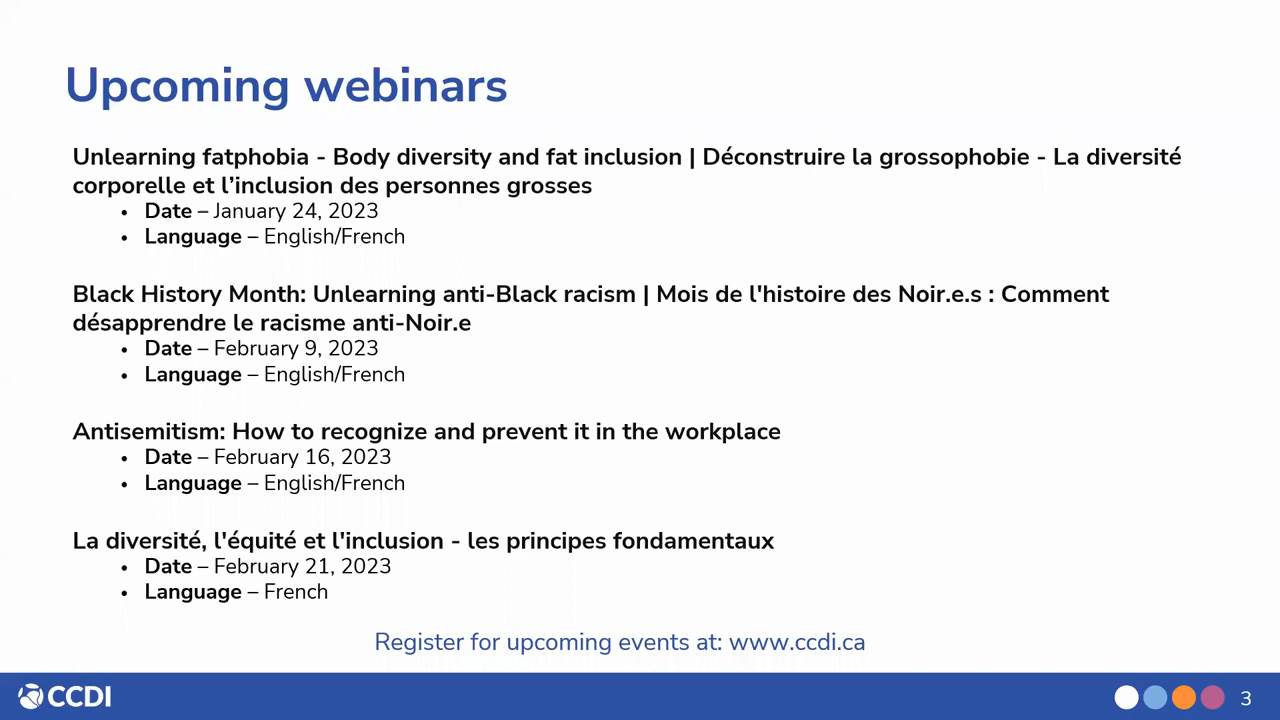 Upcoming webinars
Unlearning fatphobia - Body diversity and fat inclusion | Déconstruire la grossophobie - La diversité
corporelle et l’inclusion des personnes grosses
• Date – January 24, 2023
• Language – English/French
Black History Month: Unlearning anti-Black racism | Mois de l'histoire des Noir.e.s : Comment
désapprendre le racisme anti-Noir.e
• Date – February 9, 2023
• Language – English/French
Antisemitism: How to recognize and prevent it in the workplace
• Date – February 16, 2023
• Language – English/French
La diversité, l'équité et l'inclusion - les principes fondamentaux
• Date – February 21, 2023
• Language – French
Register for upcoming events at: www.ccdi.ca
CCDI
3